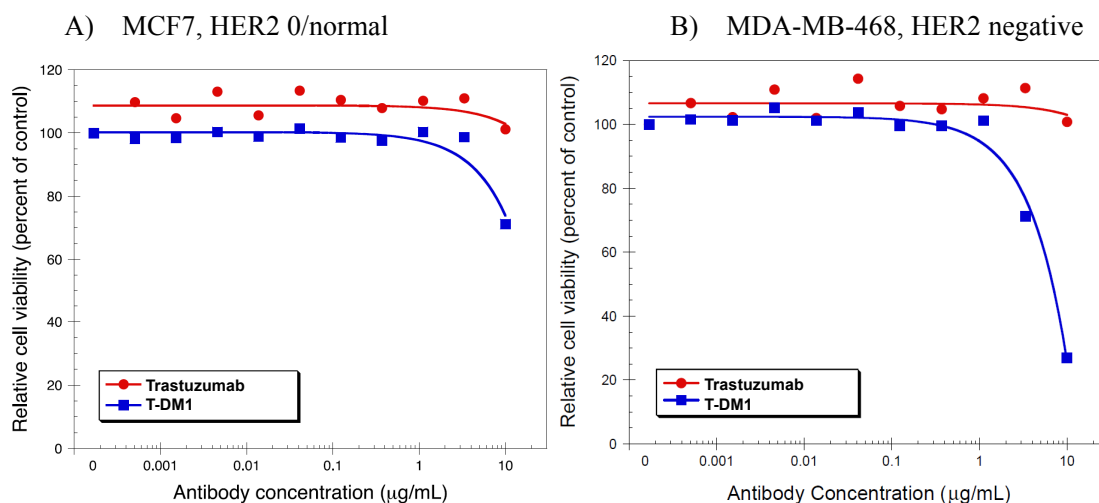 A) MCF7, HER2 0/normal
Relative cell viability (percent of control)
120
100
80
60
40
20
0
Trastuzumab
T-DM1
0 0.001 0.01 0.1 1 10
Antibody concentration (μg/mL)
B) MDA-MB-468, HER2 negative
Relative cell viability (percent of control)
120
100
80
60
40
20
0
Trastuzumab
T-DM1
0 0.001 0.01 0.1 1 10
Antibody Concentration (μg/mL)